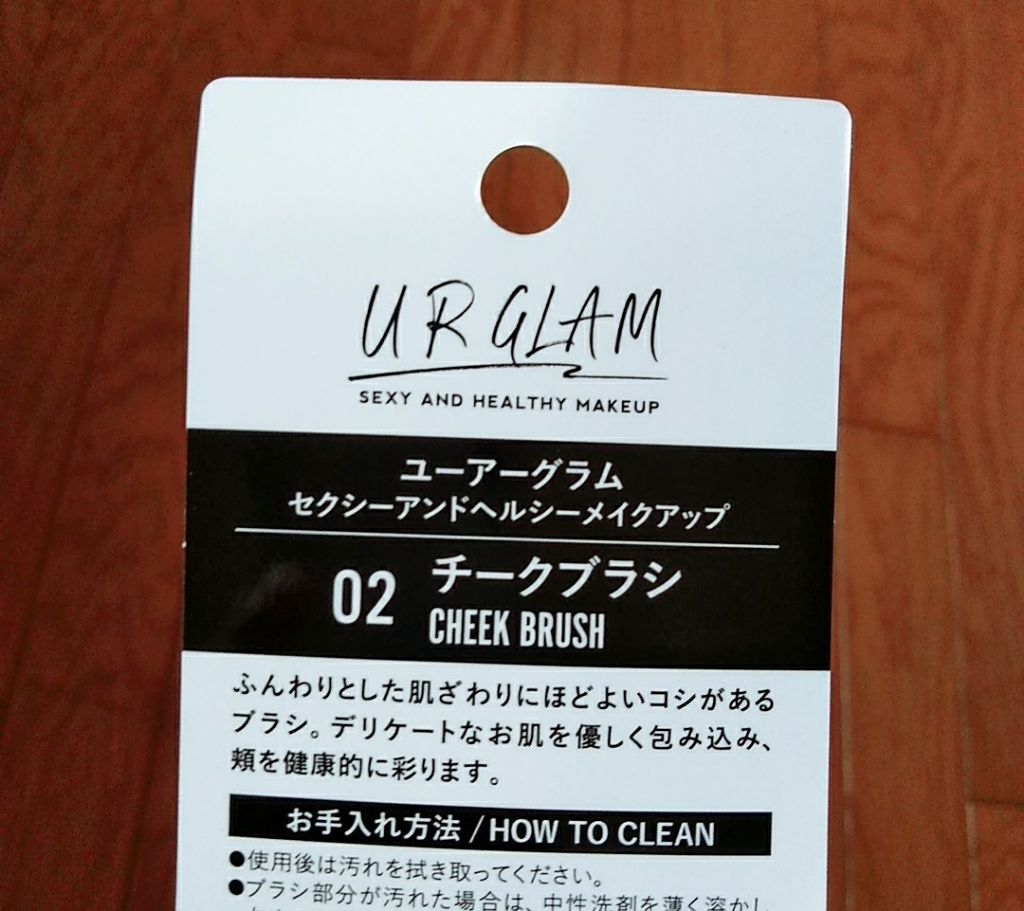 UR GLAM
SEXY AND HEALTHY MAKEUP
ユーアーグラム
セクシーアンドヘルシーメイクアップ
02 チークブラシ
CHEEK BRUSH
ふんわりとした肌ざわりにほどよいコシがある
ブラシ。デリケートなお肌を優しく包み込み、
頬を健康的に彩ります。
お手入れ方法 / HOW TO CLEAN
●使用後は汚れを拭き取ってください。
●ブラシ部分が汚れた場合は、中性洗剤を薄く溶かし